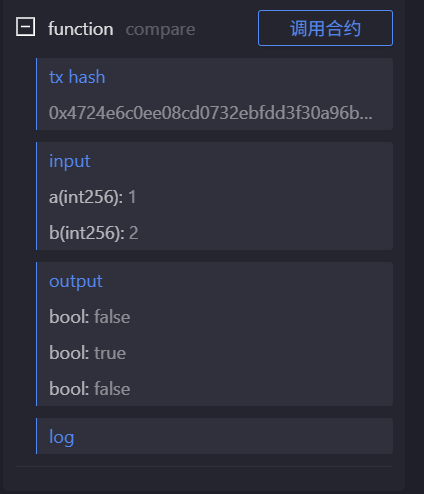 function compare 调用合约
tx hash
0x4724e6c0ee08cd0732ebfdd3f30a96b...
input
a(int256): 1
b(int256): 2
output
bool: false
bool: true
bool: false
log